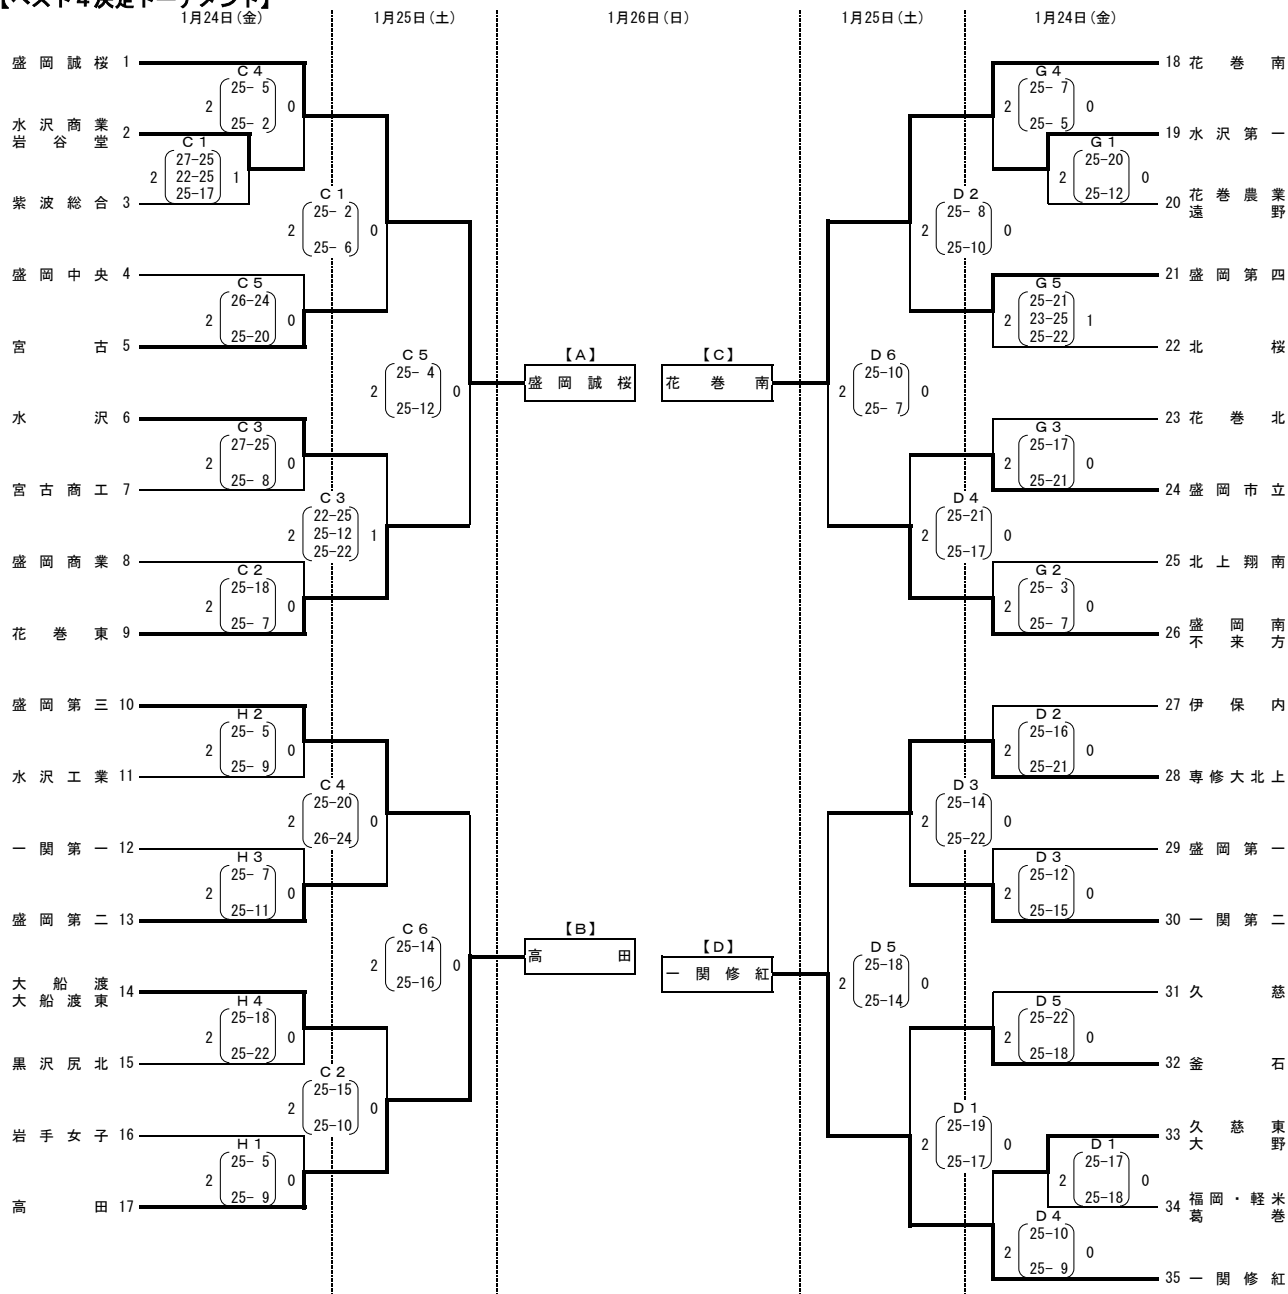 【ベスト４決定トーナメント】
1月24日(金) 1月25日(土) 1月26日(日) 1月25日(土) 1月24日(金)
盛岡誠桜 1
Ｃ４
2 25- 5 0
25- 2
水沢商業
岩谷堂 2
Ｃ１
27-25
2 22-25 1
25-17
紫波総合 3
Ｃ１
25- 2
2 0
25- 6
盛岡中央 4
Ｃ５
26-24
2 0
25-20
宮古 5
Ｃ５
25- 4
2 0
25-12
水沢 6
Ｃ３
27-25
2 0
25- 8
宮古商工 7
Ｃ３
22-25
2 25-12 1
25-22
盛岡商業 8
Ｃ２
25-18
2 0
25- 7
花巻東 9
盛岡第三 10
Ｈ２
25- 5
2 0
25- 9
水沢工業 11
Ｃ４
25-20
2 0
26-24
一関第一 12
Ｈ３
25- 7
2 0
25-11
盛岡第二 13
Ｃ６
25-14
2 0
25-16
大船渡
大船渡東 14
Ｈ４
25-18
2 0
25-22
黒沢尻北 15
Ｃ２
25-15
2 0
25-10
岩手女子 16
Ｈ１
25- 5
2 0
25- 9
高田 17
【Ａ】
盛岡誠桜
【Ｃ】
花巻南
【Ｂ】
高田
【Ｄ】
一関修紅
18 花巻南
Ｇ４
25- 7
2 0
25- 5
19 水沢第一
Ｇ１
25-20
2 0
25-12
20 花巻農業
遠野
Ｄ２
25- 8
2 0
25-10
21 盛岡第四
Ｇ５
25-21
2 23-25 1
25-22
22 北桜
Ｄ６
25-10
2 0
25- 7
23 花巻北
Ｇ３
25-17
2 0
25-21
24 盛岡市立
Ｄ４
25-21
2 0
25-17
25 北上翔南
Ｇ２
25- 3
2 0
25- 7
26 盛岡南
不来方
27 伊保内
Ｄ２
25-16
2 0
25-21
28 専修大北上
Ｄ３
25-14
2 0
25-22
29 盛岡第一
Ｄ３
25-12
2 0
25-15
30 一関第二
Ｄ５
25-18
2 0
25-14
31 久慈
Ｄ５
25-22
2 0
25-18
32 釜石
Ｄ１
25-19
2 0
25-17
33 久慈東
大野
Ｄ１
25-17
2 0
25-18
34 福岡・軽米
葛巻
Ｄ４
25-10
2 0
25- 9
35 一関修紅